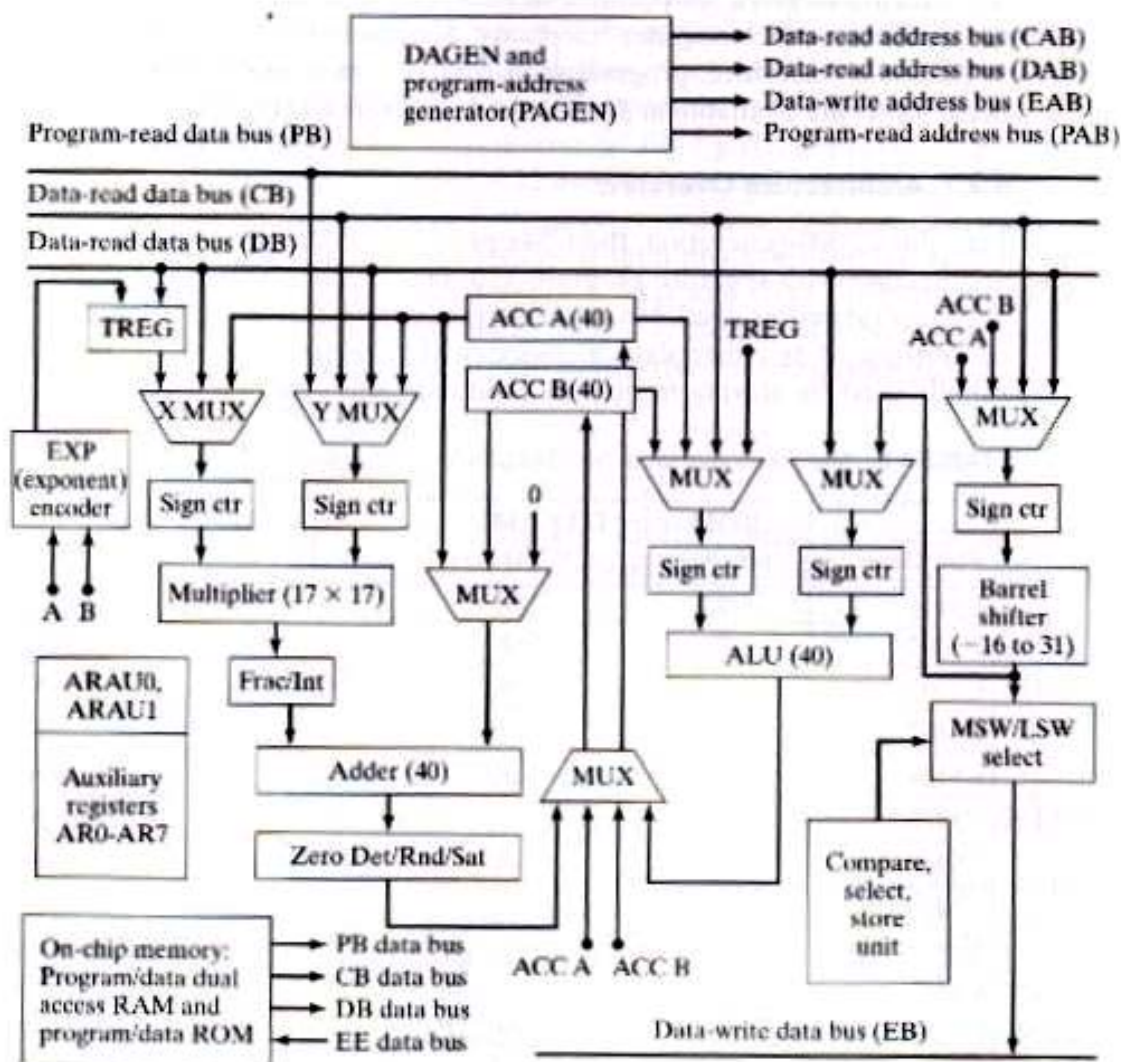 DAGEN and
program-address
generator(PAGEN)
Data-read address bus (CAB)
Data-read address bus (DAB)
Data-write address bus (EAB)
Program-read address bus (PAB)
Program-read data bus (PB)
Data-read data bus (CB)
Data-read data bus (DB)
TREG
ACC A(40)
ACC B(40)
TREG
ACC B
ACC A
X MUX
Y MUX
MUX
MUX
MUX
EXP
(exponent)
encoder
Sign ctr
Sign ctr
0
Sign ctr
Sign ctr
Sign ctr
A B
Multiplier (17 × 17)
MUX
Barrel
shifter
(−16 to 31)
ALU (40)
Frac/Int
ARAU0,
ARAU1
MSW/LSW
select
Adder (40)
MUX
Auxiliary
registers
AR0-AR7
Zero Det/Rnd/Sat
Compare,
select,
store
unit
ACC A
ACC B
On-chip memory:
Program/data dual
access RAM and
program/data ROM
PB data bus
CB data bus
DB data bus
EE data bus
Data-write data bus (EB)